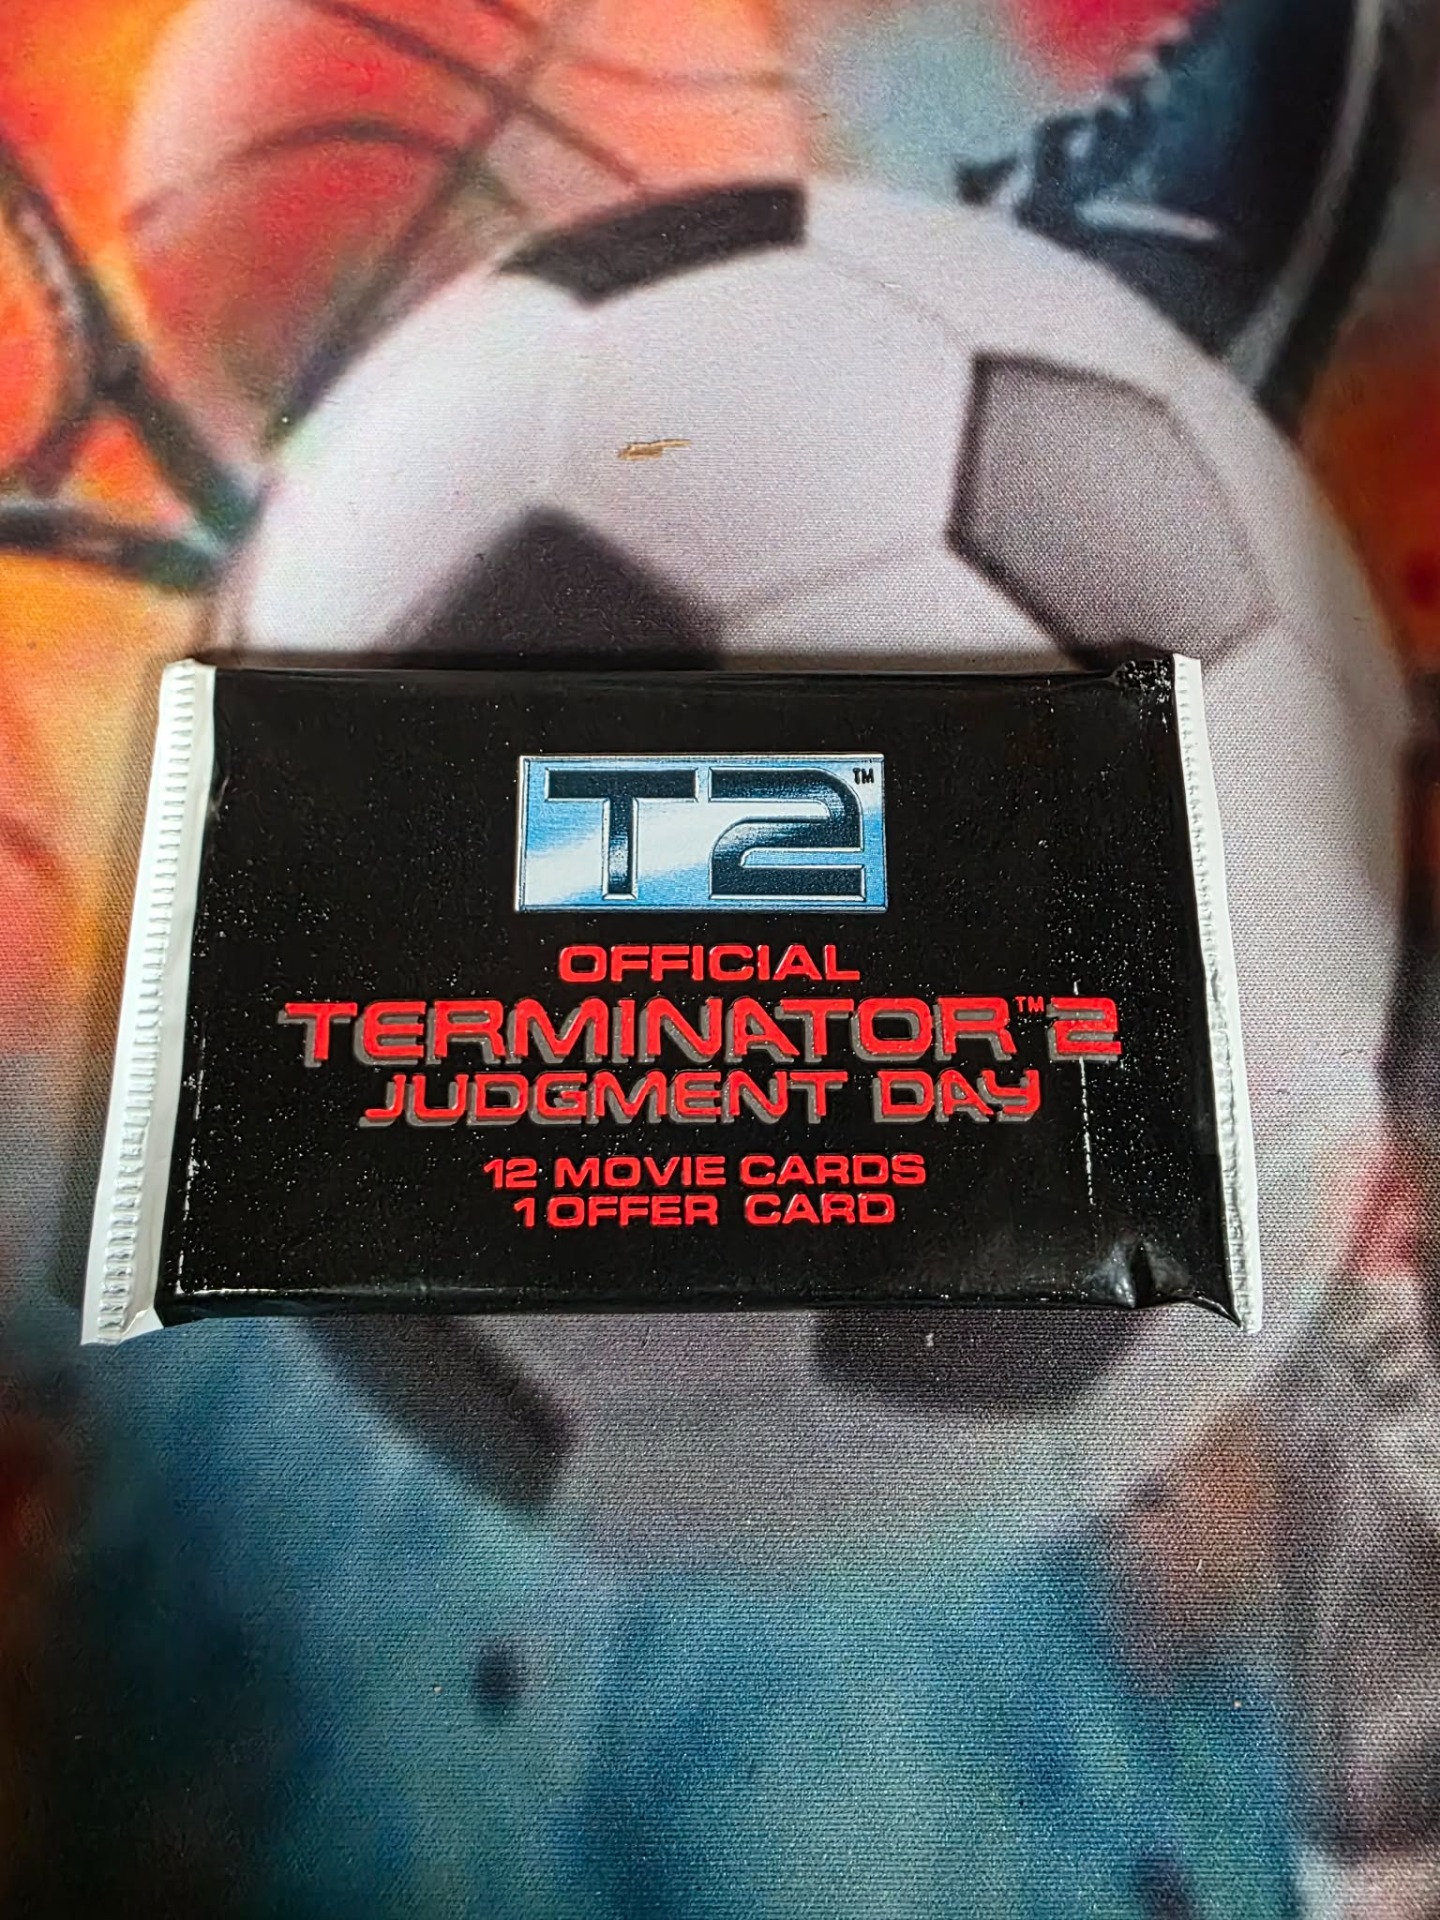 T2™
OFFICIAL
TERMINATOR™ 2
JUDGMENT DAY
12 MOVIE CARDS
1 OFFER CARD